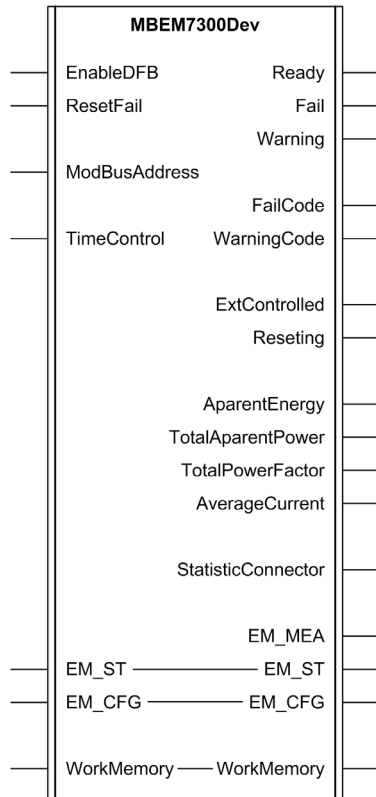 MBEM7300Dev
EnableDFB Ready
ResetFail Fail
Warning
ModBusAddress
FailCode
TimeControl WarningCode
ExtControlled
Reseting
AparentEnergy
TotalAparentPower
TotalPowerFactor
AverageCurrent
StatisticConnector
EM_MEA
EM_ST EM_ST
EM_CFG EM_CFG
WorkMemory WorkMemory